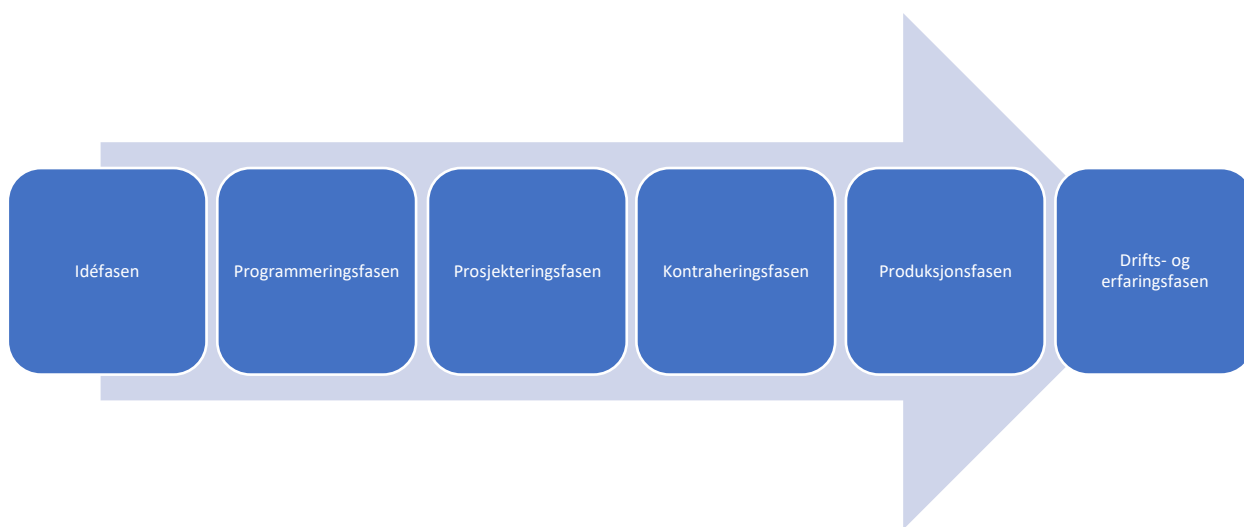 Idéfasen
Programmeringsfasen
Prosjekteringsfasen
Kontraheringsfasen
Produksjonsfasen
Drifts- og
erfaringsfasen